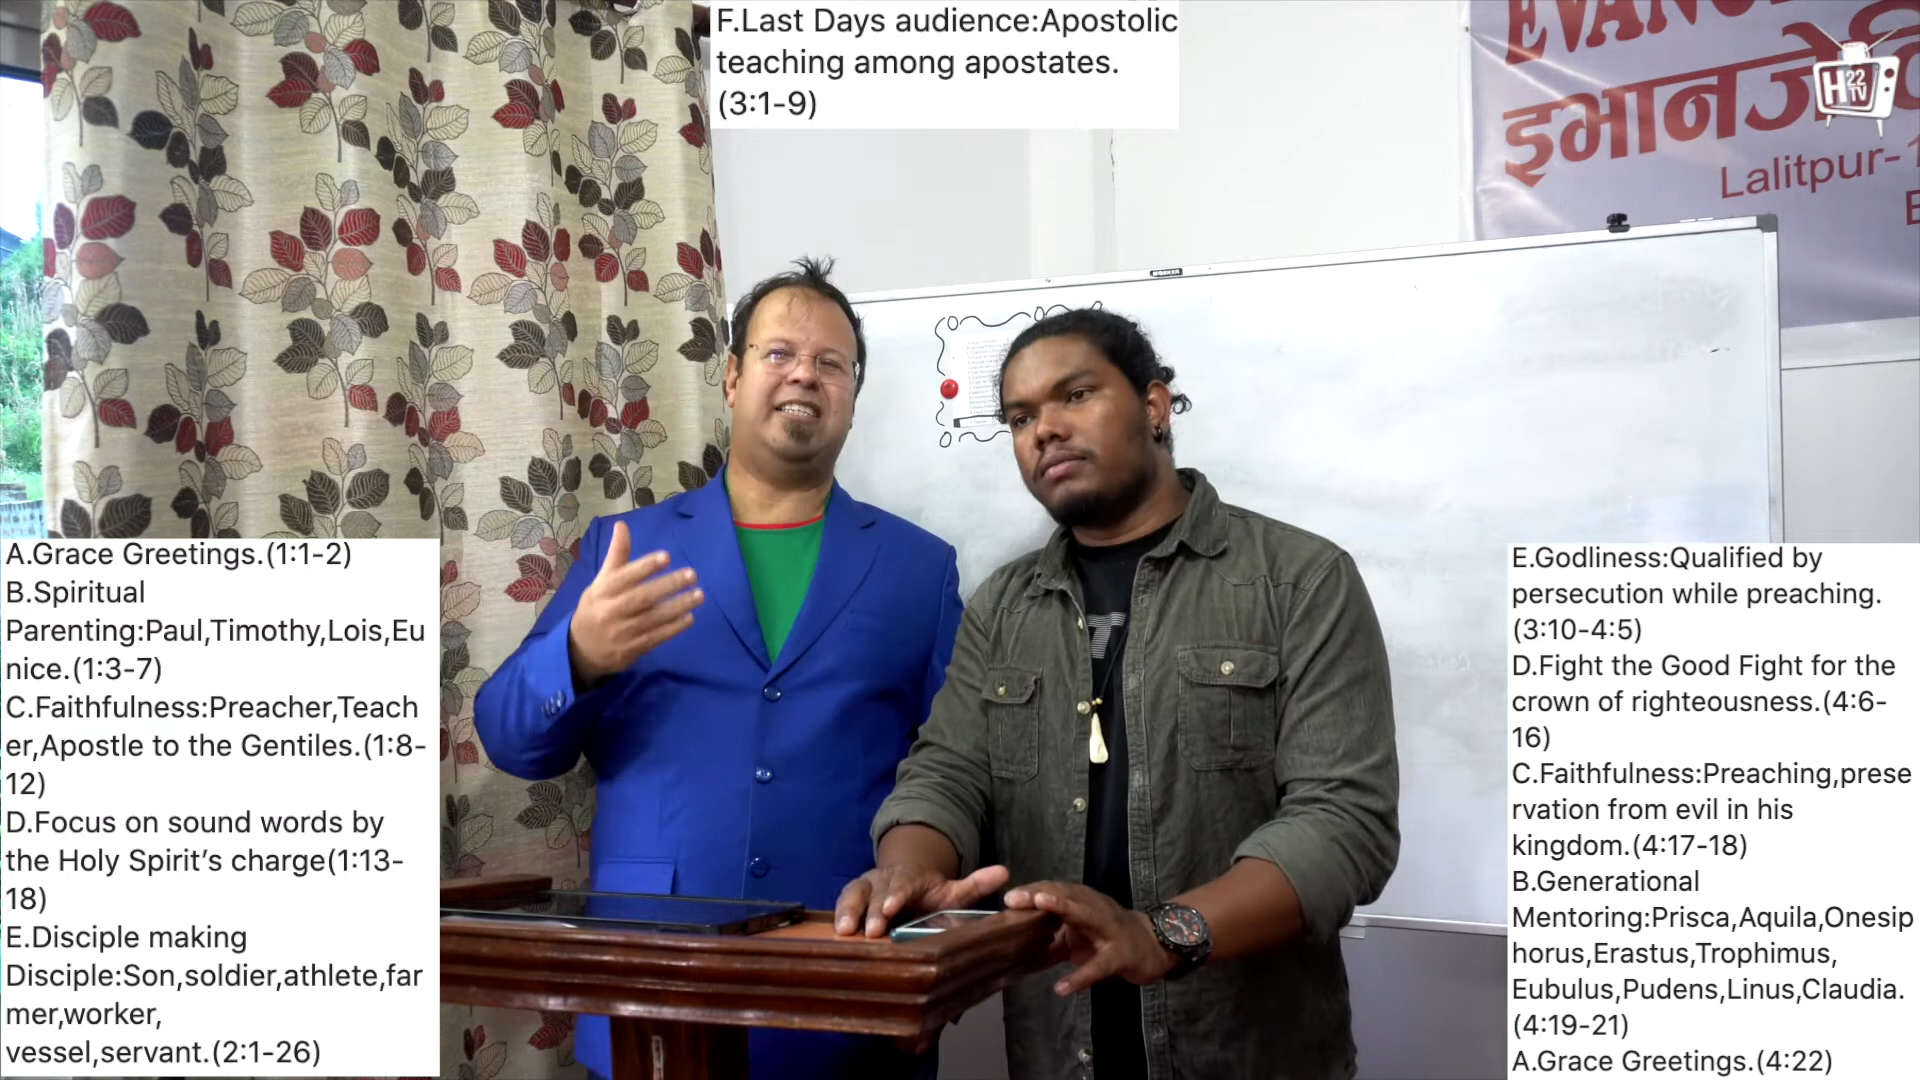 F.Last Days audience:Apostolic
teaching among apostates.
(3:1-9)
इभानजे
Lalitpur-1
H22
TV
A.Grace Greetings.(1:1-2)
B.Spiritual
Parenting:Paul,Timothy,Lois,Eu
nice.(1:3-7)
C.Faithfulness:Preacher,Teach
er,Apostle to the Gentiles.(1:8-
12)
D.Focus on sound words by
the Holy Spirit’s charge(1:13-
18)
E.Disciple making
Disciple:Son,soldier,athlete,far
mer,worker,
vessel,servant.(2:1-26)
E.Godliness:Qualified by
persecution while preaching.
(3:10-4:5)
D.Fight the Good Fight for the
crown of righteousness.(4:6-
16)
C.Faithfulness:Preaching,prese
rvation from evil in his
kingdom.(4:17-18)
B.Generational
Mentoring:Prisca,Aquila,Onesip
horus,Erastus,Trophimus,
Eubulus,Pudens,Linus,Claudia.
(4:19-21)
A.Grace Greetings.(4:22)